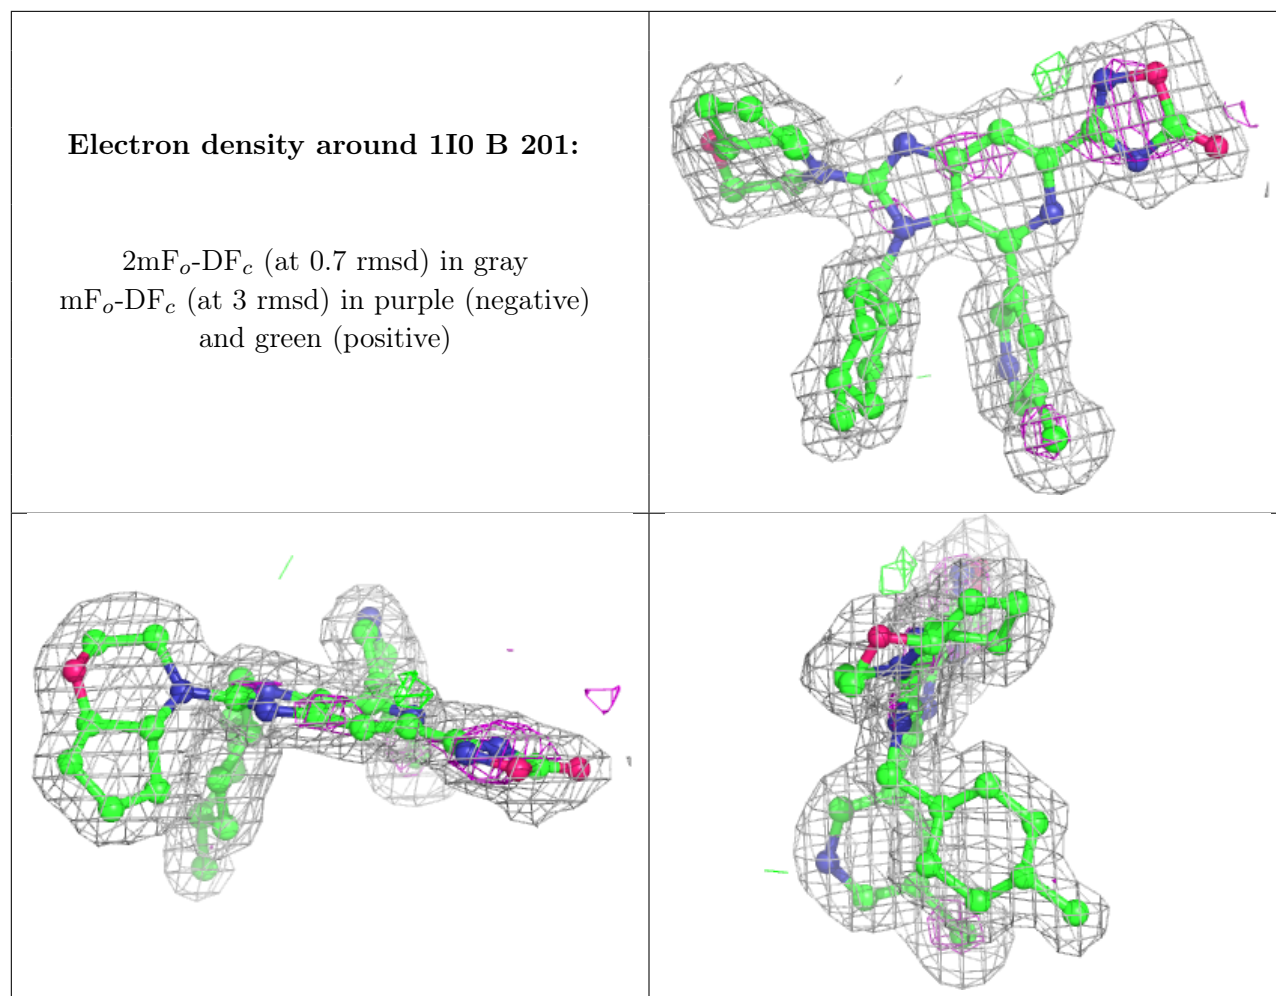 Electron density around 1I0 B 201:
2mFo-DFc (at 0.7 rmsd) in gray
mFo-DFc (at 3 rmsd) in purple (negative)
and green (positive)